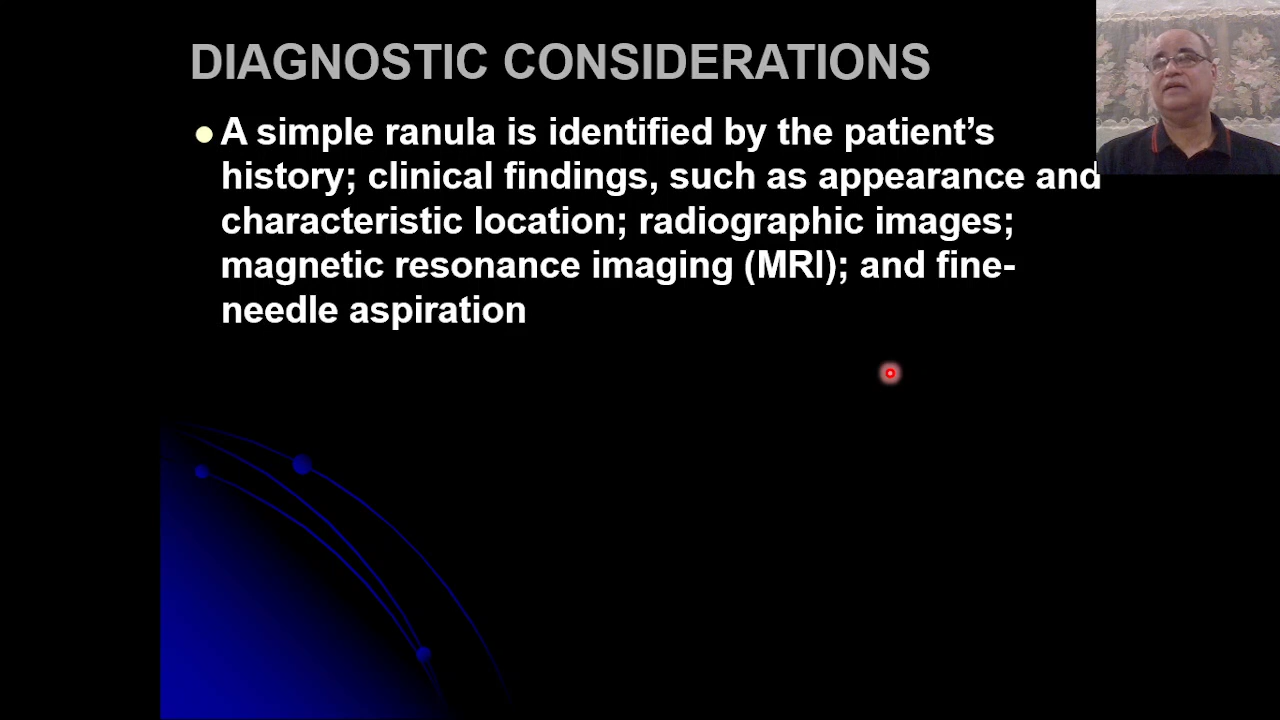 DIAGNOSTIC CONSIDERATIONS
A simple ranula is identified by the patient’s
history; clinical findings, such as appearance and
characteristic location; radiographic images;
magnetic resonance imaging (MRI); and fine-
needle aspiration